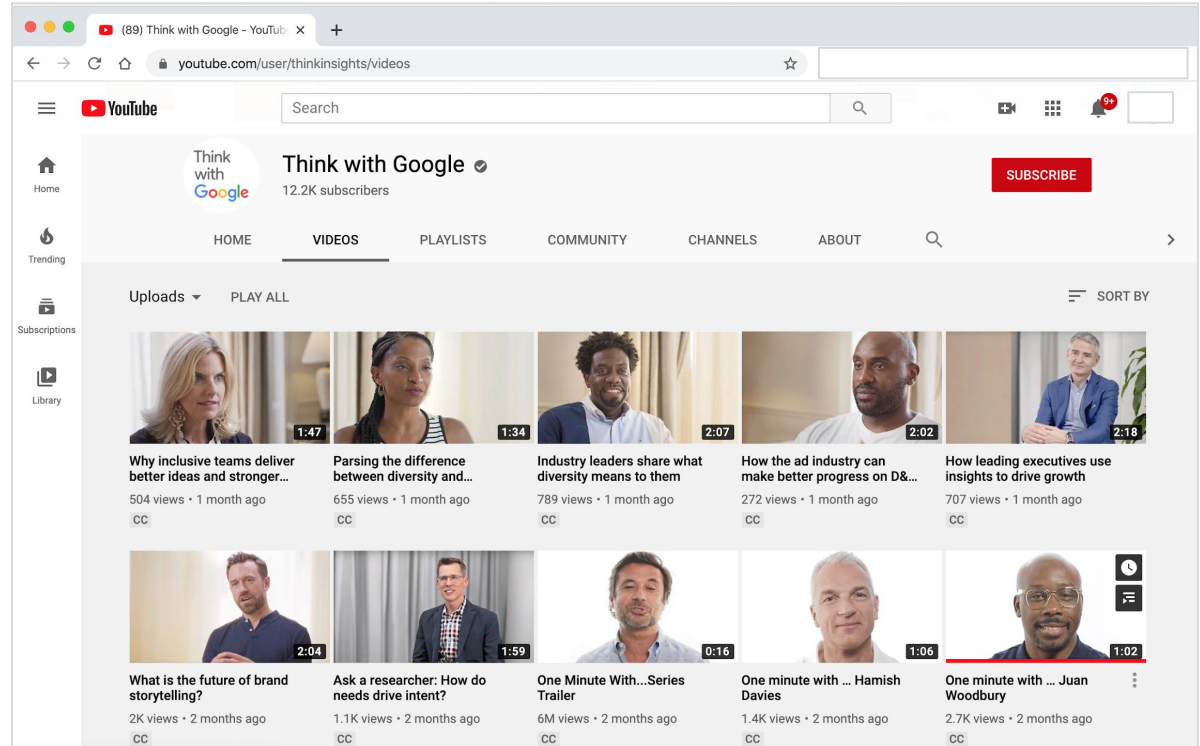 (89) Think with Google - YouTub
youtube.com/user/thinkinsights/videos
YouTube
Search
9+
Home
Trending
Subscriptions
Library
Think
with
Google
Think with Google
12.2K subscribers
SUBSCRIBE
HOME VIDEOS PLAYLISTS COMMUNITY CHANNELS ABOUT
Uploads PLAY ALL SORT BY
1:47 1:34 2:07 2:02 2:18
Why inclusive teams deliver
better ideas and stronger...
504 views • 1 month ago
CC
Parsing the difference
between diversity and...
655 views • 1 month ago
CC
Industry leaders share what
diversity means to them
789 views • 1 month ago
CC
How the ad industry can
make better progress on D&...
272 views • 1 month ago
CC
How leading executives use
insights to drive growth
707 views • 1 month ago
CC
2:04 1:59 0:16 1:06 1:02
What is the future of brand
storytelling?
2K views • 2 months ago
CC
Ask a researcher: How do
needs drive intent?
1.1K views • 2 months ago
CC
One Minute With...Series
Trailer
6M views • 2 months ago
CC
One minute with ... Hamish
Davies
1.4K views • 2 months ago
CC
One minute with ... Juan
Woodbury
2.7K views • 2 months ago
CC